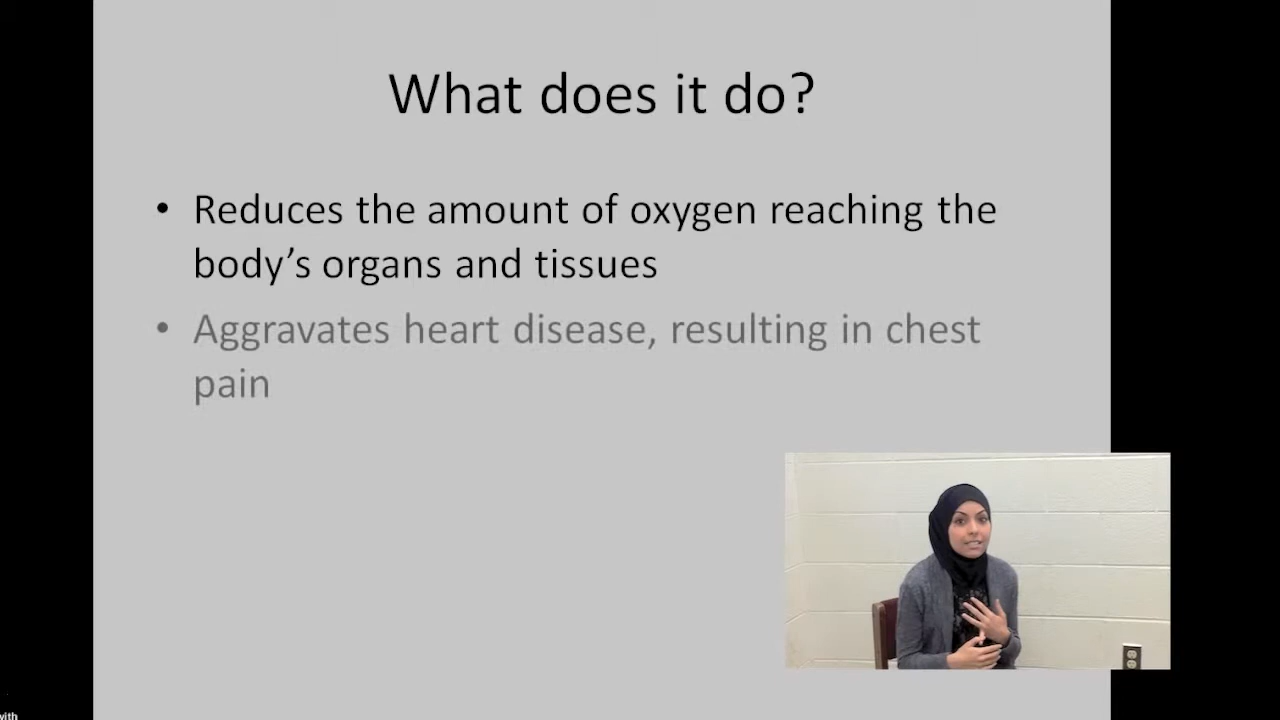 What does it do?
• Reduces the amount of oxygen reaching the
body’s organs and tissues
• Aggravates heart disease, resulting in chest
pain
with